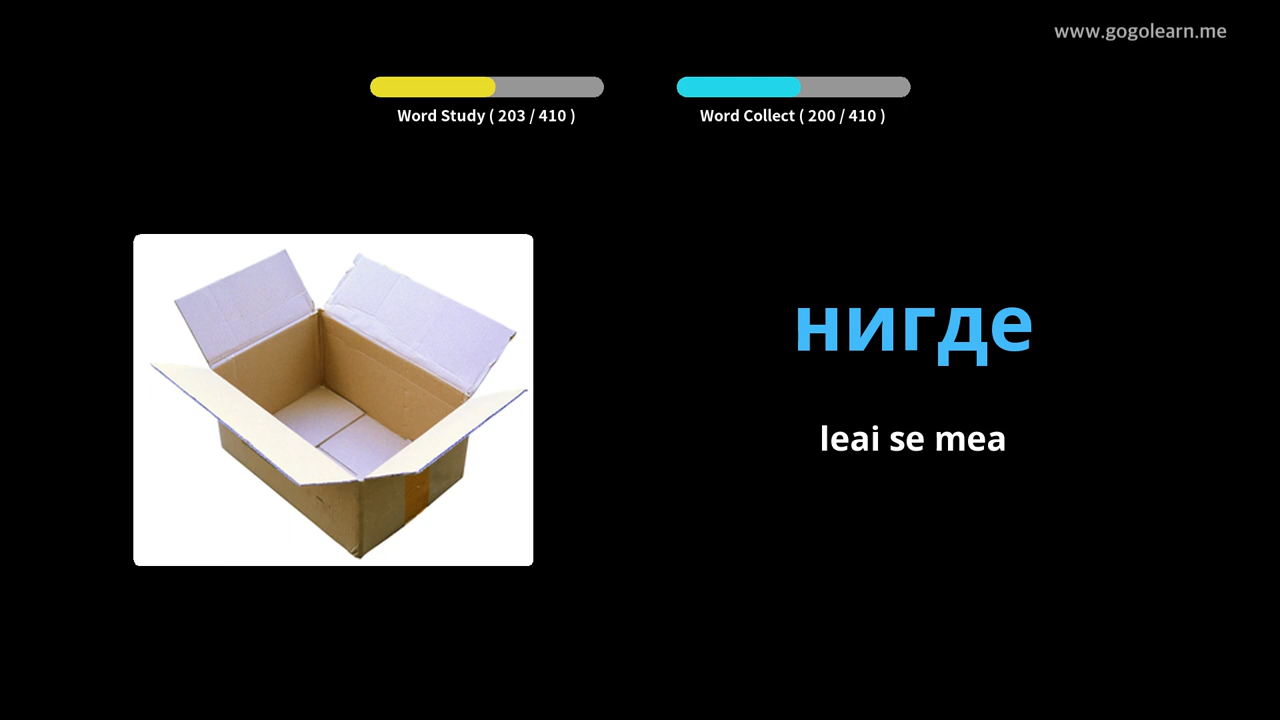 www.gogolearn.me
Word Study ( 203 / 410 )
Word Collect ( 200 / 410 )
нигде
leai se mea